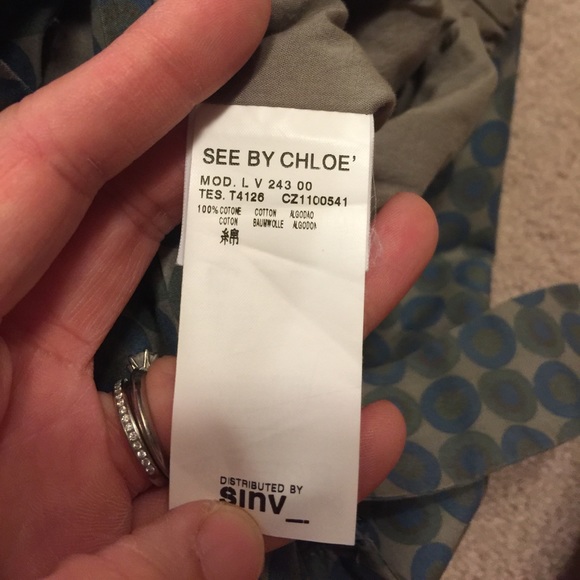 SEE BY CHLOE'
MOD. L V 243 00
TES. T4126 CZ1100541
100% COTONE COTTON ALGODAO
COTON BAUMWOLLE ALGODON
綿
DISTRIBUTED BY
sinv_